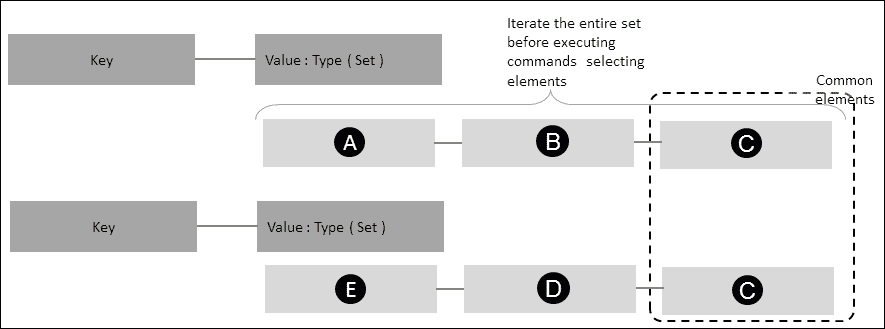 Iterate the entire set
before executing
commands selecting
elements
Key
Value : Type ( Set )
Common
elements
A
B
C
Key
Value : Type ( Set )
E
D
C